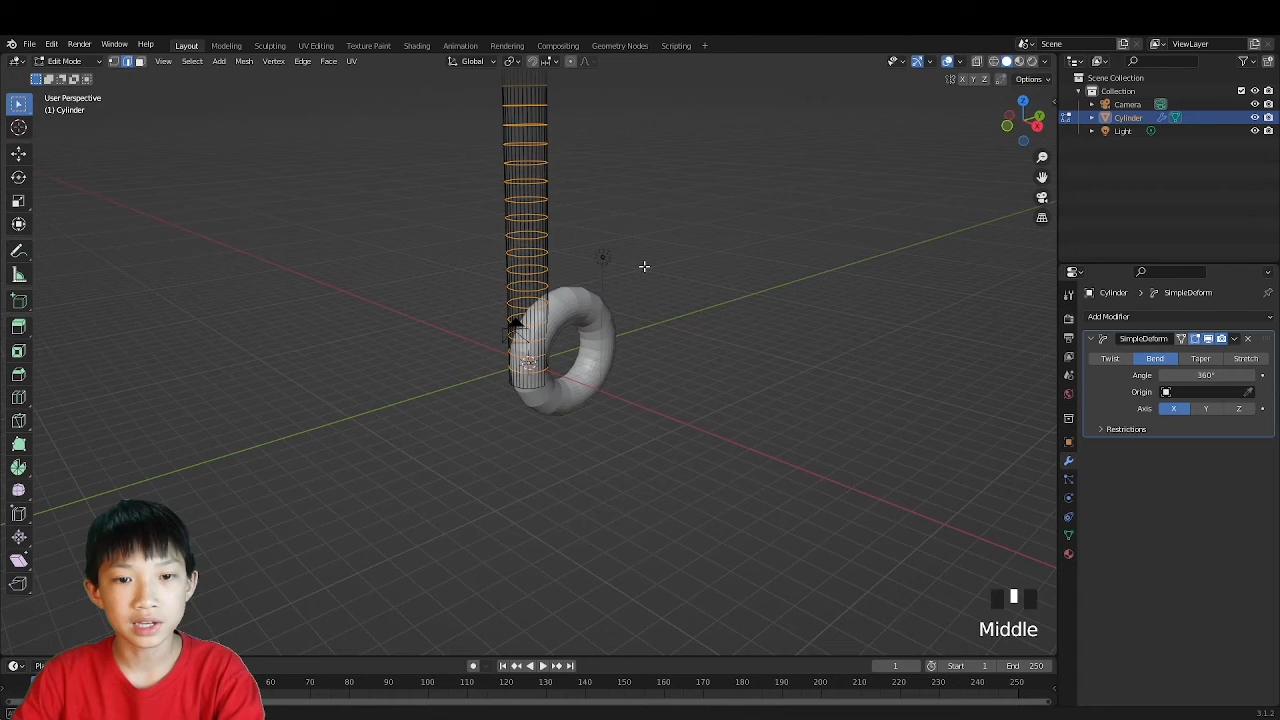 File Edit Render Window Help Layout Modeling Sculpting UV Editing Texture Paint Shading Animation Rendering Compositing Geometry Nodes Scripting + Scene ViewLayer
Edit Mode View Select Add Mesh Vertex Edge Face UV Global
X Y Z Options
User Perspective
(1) Cylinder
Z
Y
X
Scene Collection
Collection
Camera
Cylinder
Light
Cylinder > SimpleDeform
Add Modifier
SimpleDeform
Twist Bend Taper Stretch
Angle 360°
Origin
Axis X Y Z
Restrictions
Middle
1 Start 1 End 250
60 70 80 90 100 110 120 130 140 150 160 170 180 190 200 210 220 230 240 250
3.1.2